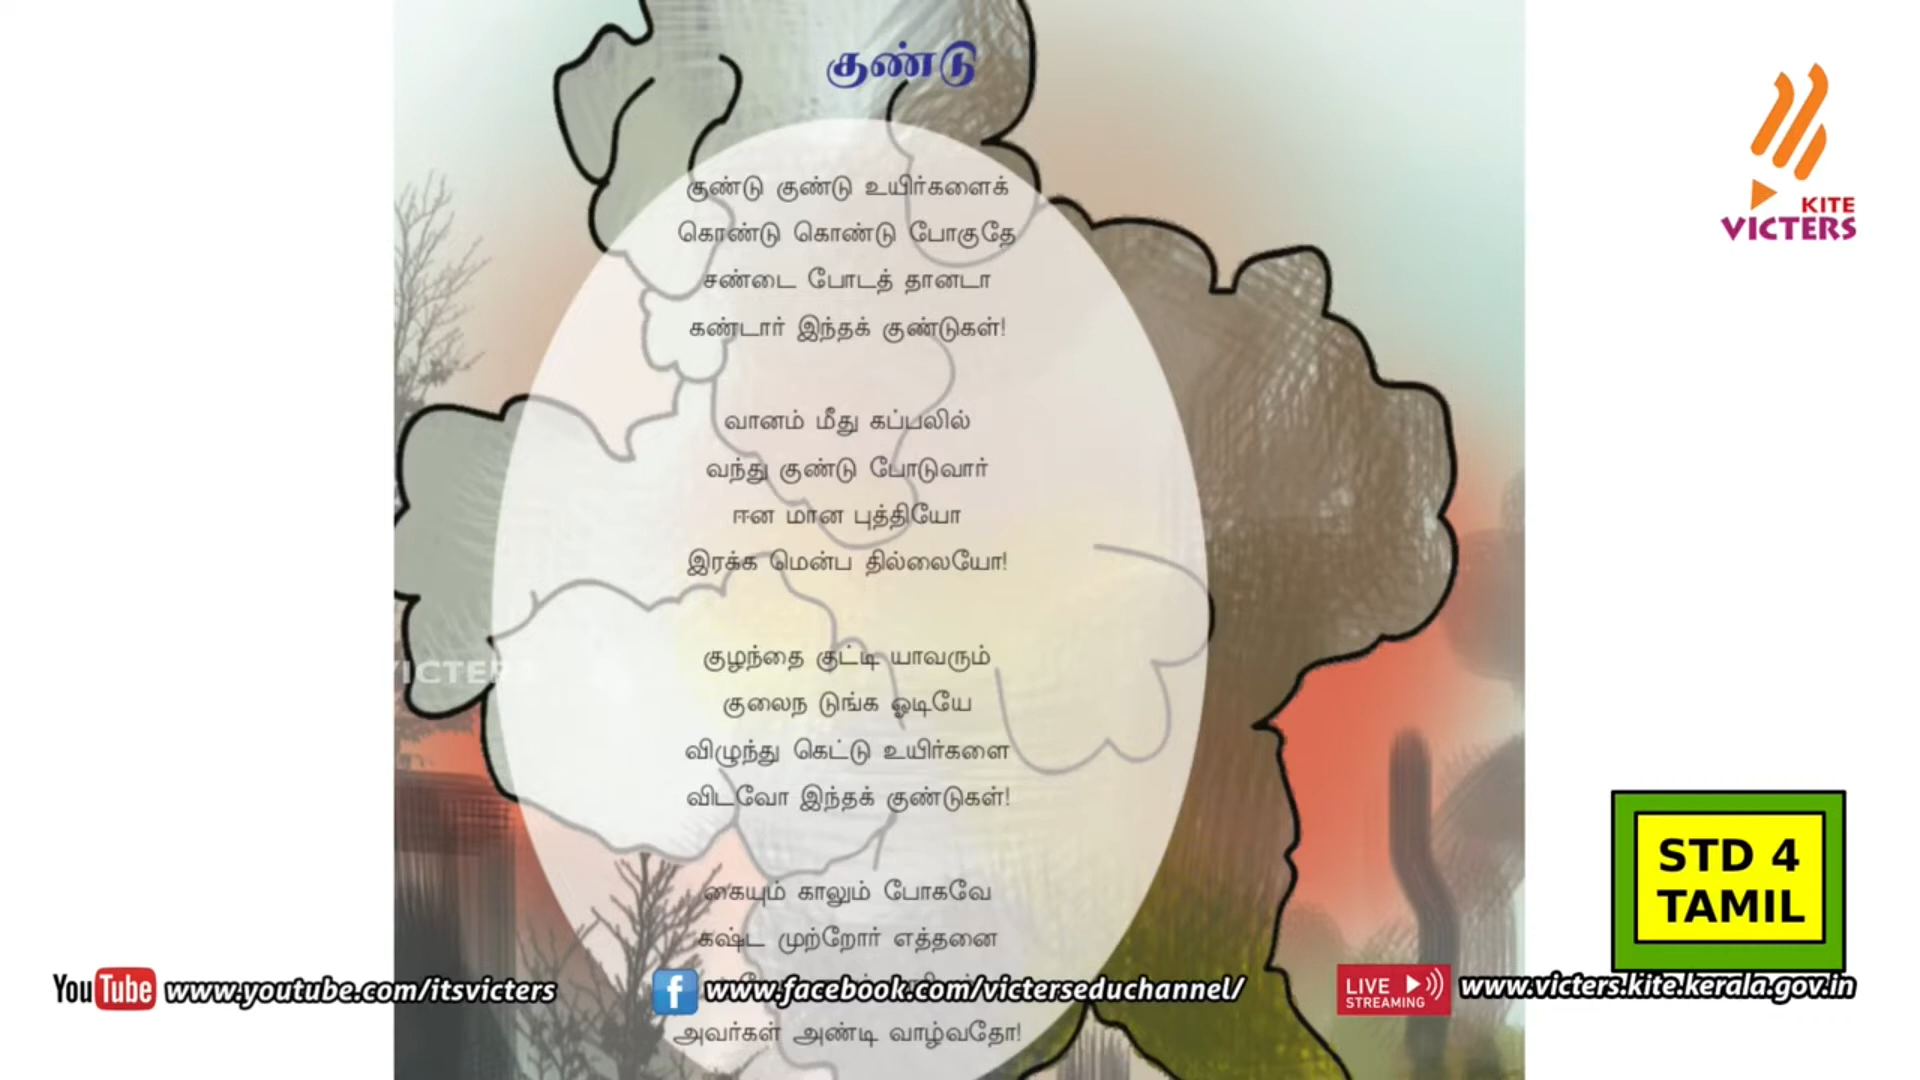 குண்டு
குண்டு குண்டு உயிர்களைக்
கொண்டு கொண்டு போகுதே
சண்டை போடத் தானடா
கண்டார் இந்தக் குண்டுகள்!
வானம் மீது கப்பலில்
வந்து குண்டு போடுவார்
ஈன மான புத்தியோ
இரக்க மென்ப தில்லையோ!
குழந்தை குட்டி யாவரும்
குலைந டுங்க ஓடியே
விழுந்து கெட்டு உயிர்களை
விடவோ இந்தக் குண்டுகள்!
கையும் காலும் போகவே
கஷ்ட முற்றோர் எத்தனை
அவர்கள் அண்டி வாழ்வதோ!
KITE
VICTERS
VICTERS
STD 4
TAMIL
YouTube www.youtube.com/itsvicters
f www.facebook.com/victerseduchannel/
LIVE
STREAMING
www.victers.kite.kerala.gov.in